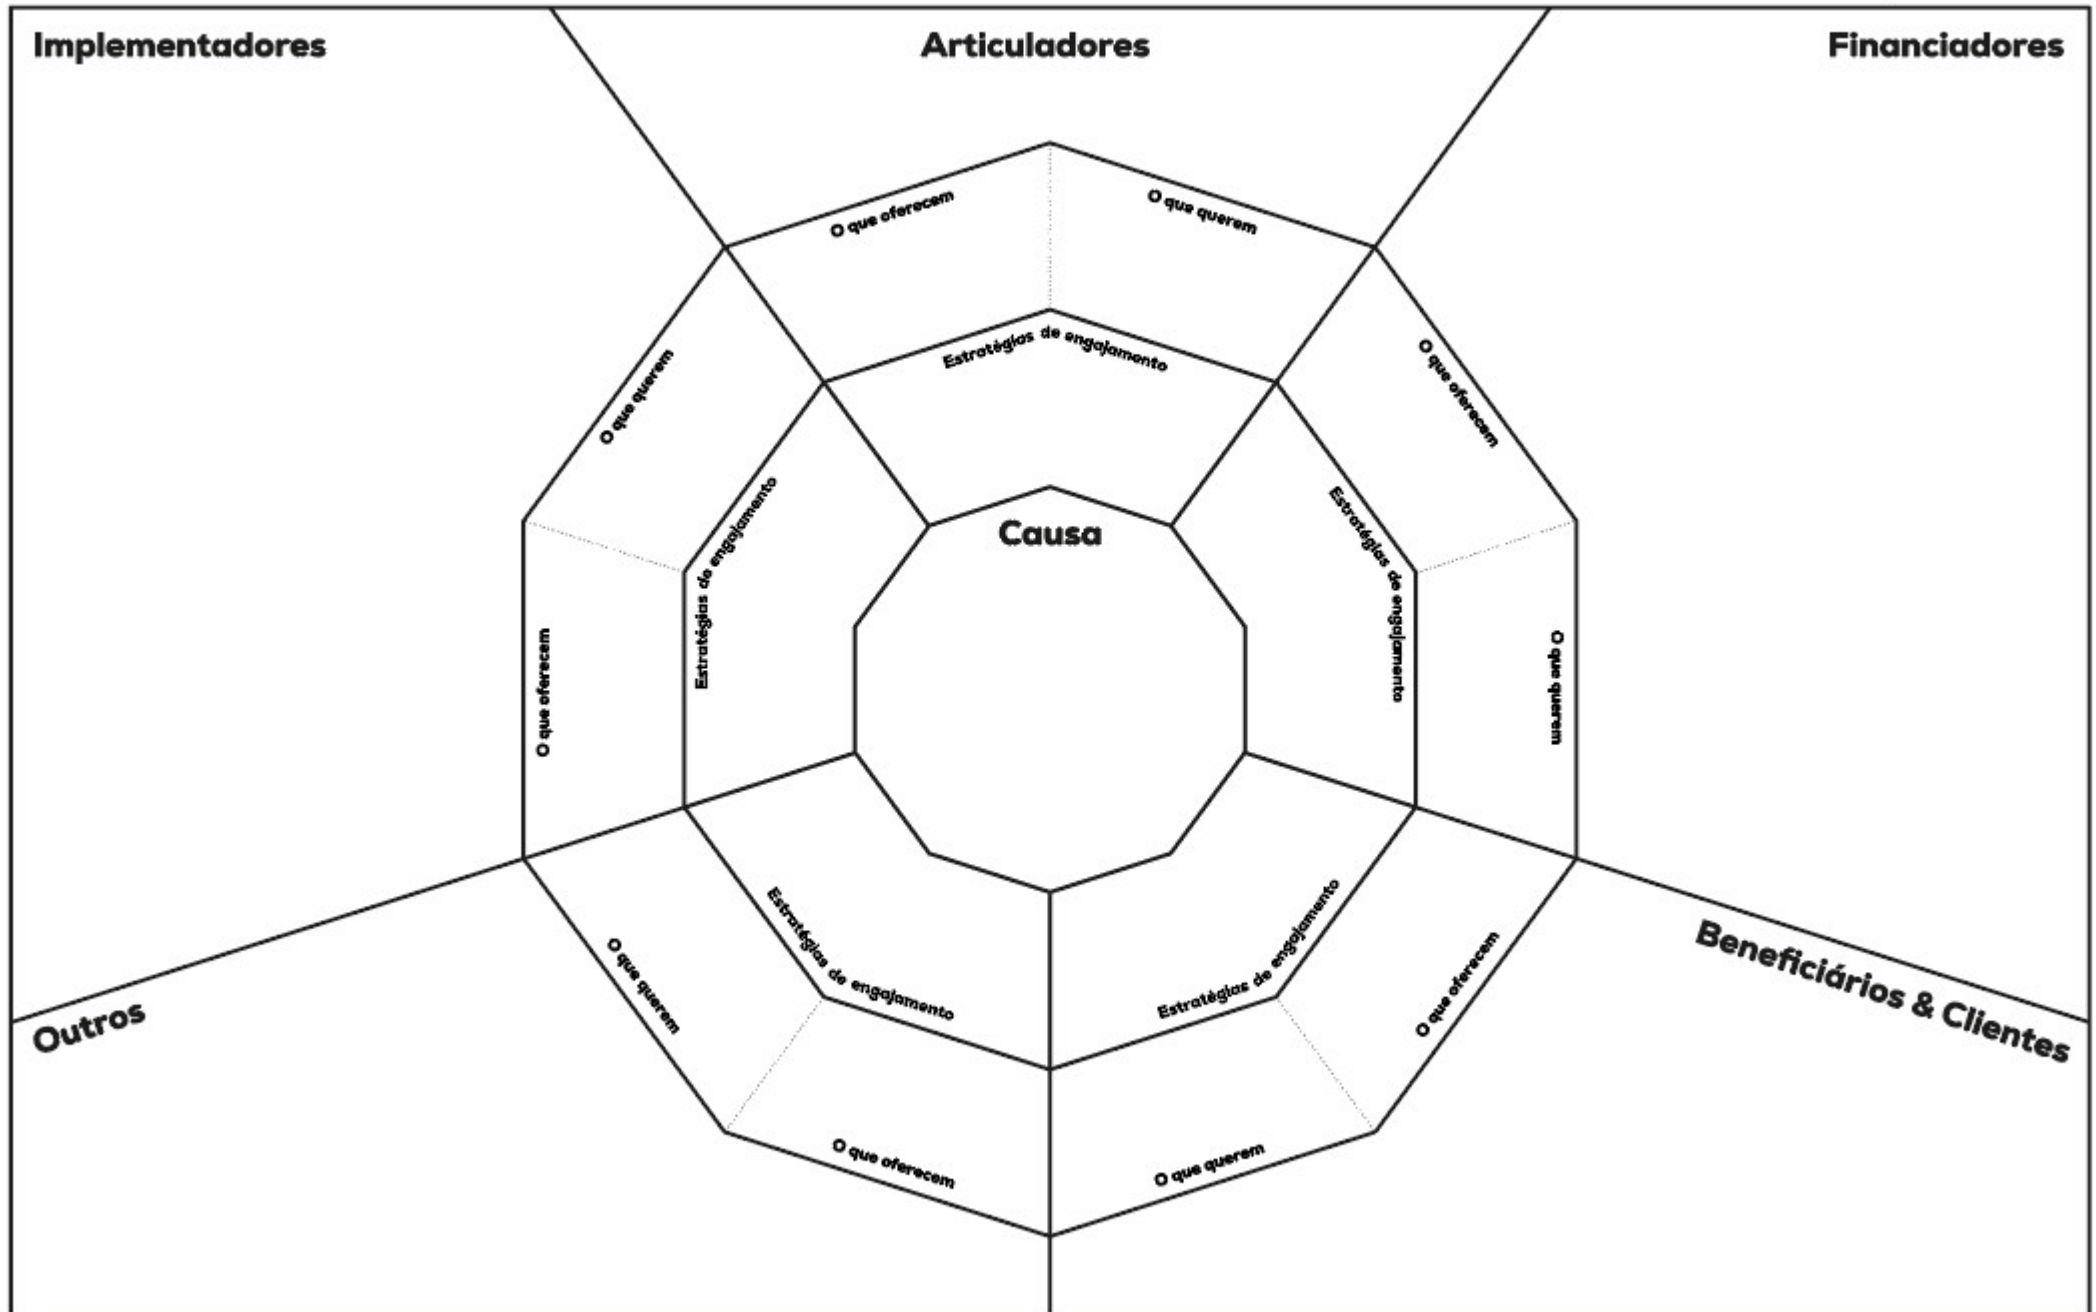 Implementadores
Articuladores
Financiadores
O que oferecem
O que querem
Estratégias de engajamento
O que querem
O que oferecem
Estratégias de engajamento
Causa
Estratégias de engajamento
O que oferecem
O que querem
Outros
O que querem
Estratégias de engajamento
O que oferecem
Estratégias de engajamento
O que querem
O que oferecem
Beneficiários & Clientes